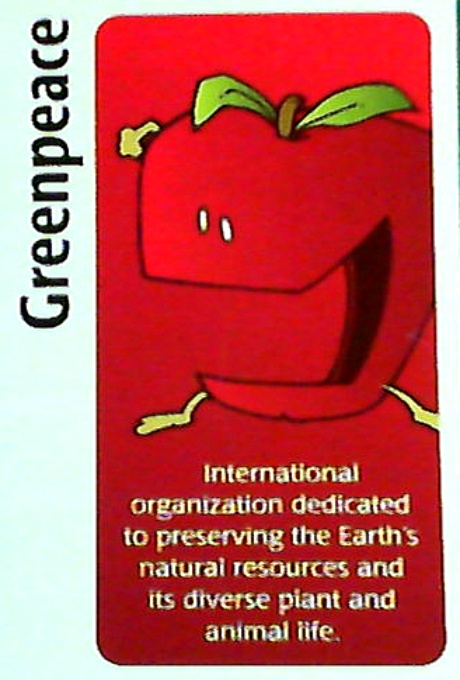 Greenpeace
International
organization dedicated
to preserving the Earth's
natural resources and
its diverse plant and
animal life.